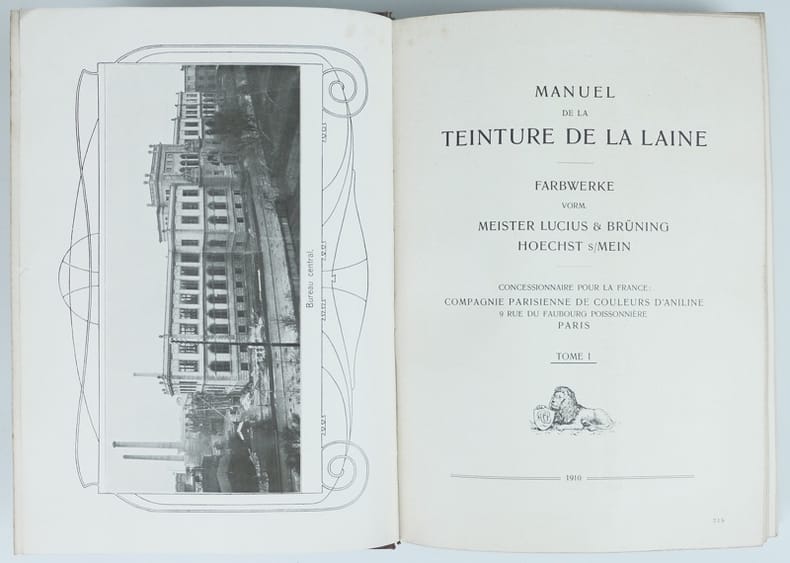 Bureau central.
MANUEL
DE LA
TEINTURE DE LA LAINE
FARBWERKE
VORM.
MEISTER LUCIUS & BRÜNING
HOECHST s/MEIN
CONCESSIONNAIRE POUR LA FRANCE:
COMPAGNIE PARISIENNE DE COULEURS D'ANILINE
9 RUE DU FAUBOURG POISSONNIÈRE
PARIS
TOME I
1910